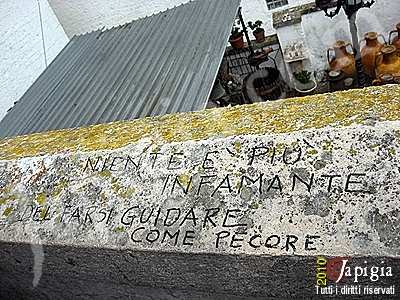 NIENTE E' PIU'
INFAMANTE
DEL FARSI GUIDARE
COME PECORE
2010
Japigia
Tutti i diritti riservati